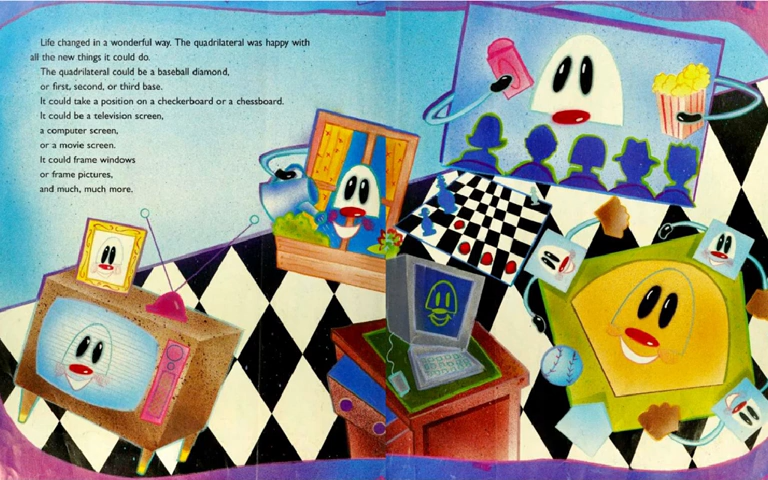 Life changed in a wonderful way. The quadrilateral was happy with
all the new things it could do.
The quadrilateral could be a baseball diamond,
or first, second, or third base.
It could take a position on a checkerboard or a chessboard.
It could be a television screen,
a computer screen,
or a movie screen.
It could frame windows
or frame pictures,
and much, much more.